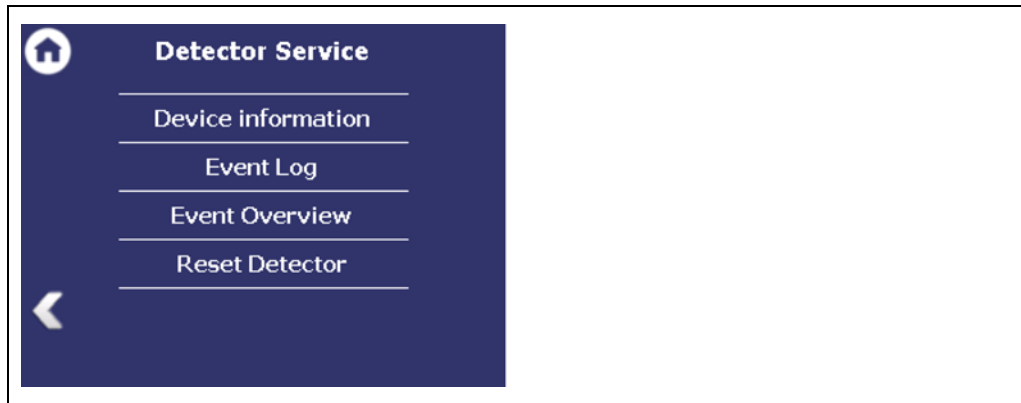 Detector Service
Device information
Event Log
Event Overview
Reset Detector